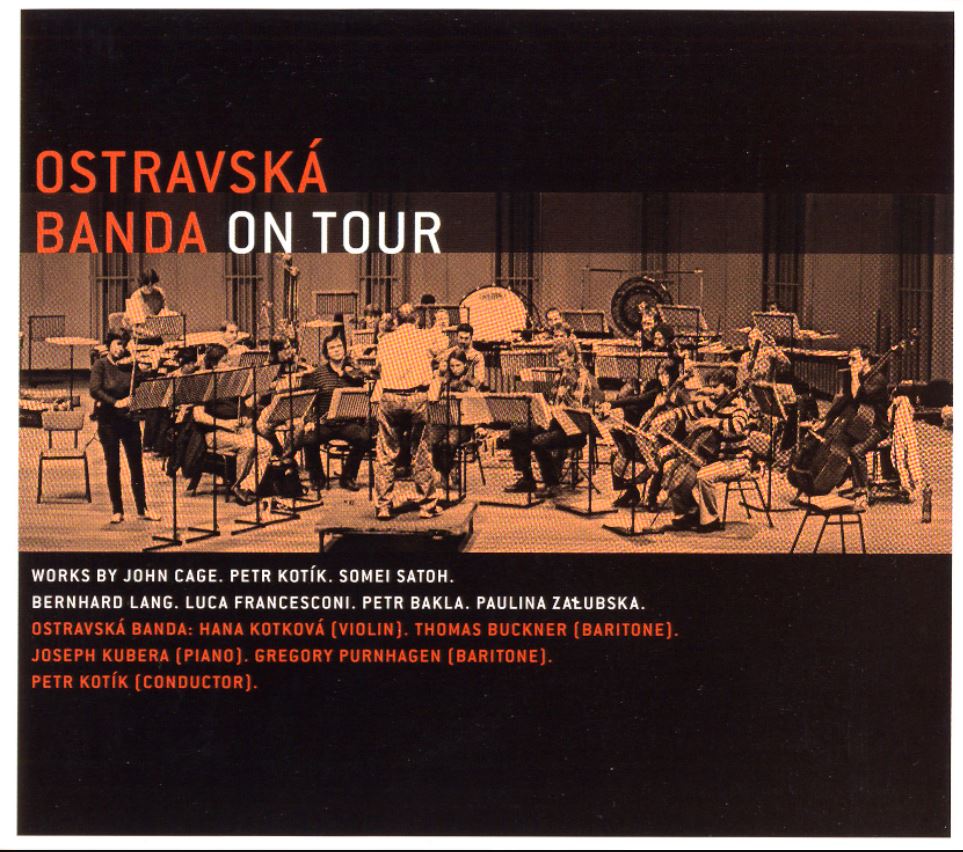 OSTRAVSKÁ
BANDA ON TOUR
WORKS BY JOHN CAGE. PETR KOTÍK. SOMEI SATOH.
BERNHARD LANG. LUCA FRANCESCONI. PETR BAKLA. PAULINA ZAŁUBSKA.
OSTRAVSKÁ BANDA: HANA KOTKOVÁ (VIOLIN). THOMAS BUCKNER (BARITONE).
JOSEPH KUBERA (PIANO). GREGORY PURNHAGEN (BARITONE).
PETR KOTÍK (CONDUCTOR).